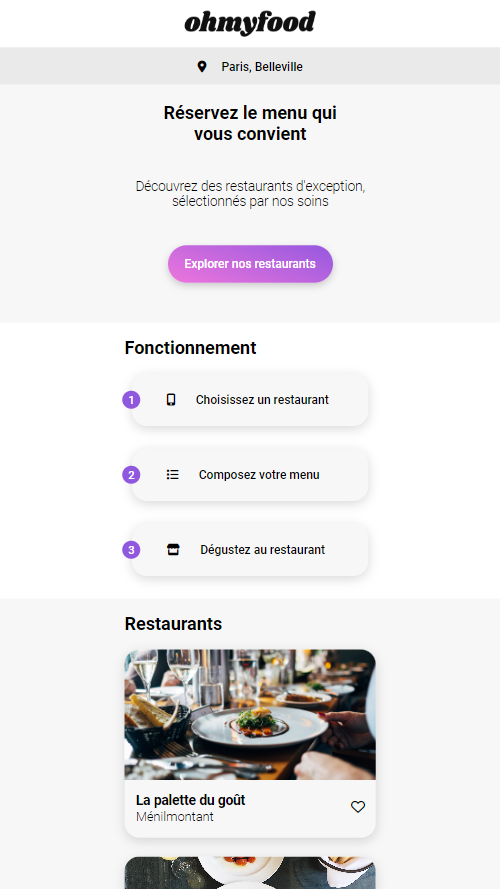 ohmyfood
Paris, Belleville
Réservez le menu qui
vous convient
Découvrez des restaurants d'exception,
sélectionnés par nos soins
Explorer nos restaurants
Fonctionnement
1 Choisissez un restaurant
2 Composez votre menu
3 Dégustez au restaurant
Restaurants
La palette du goût
Ménilmontant